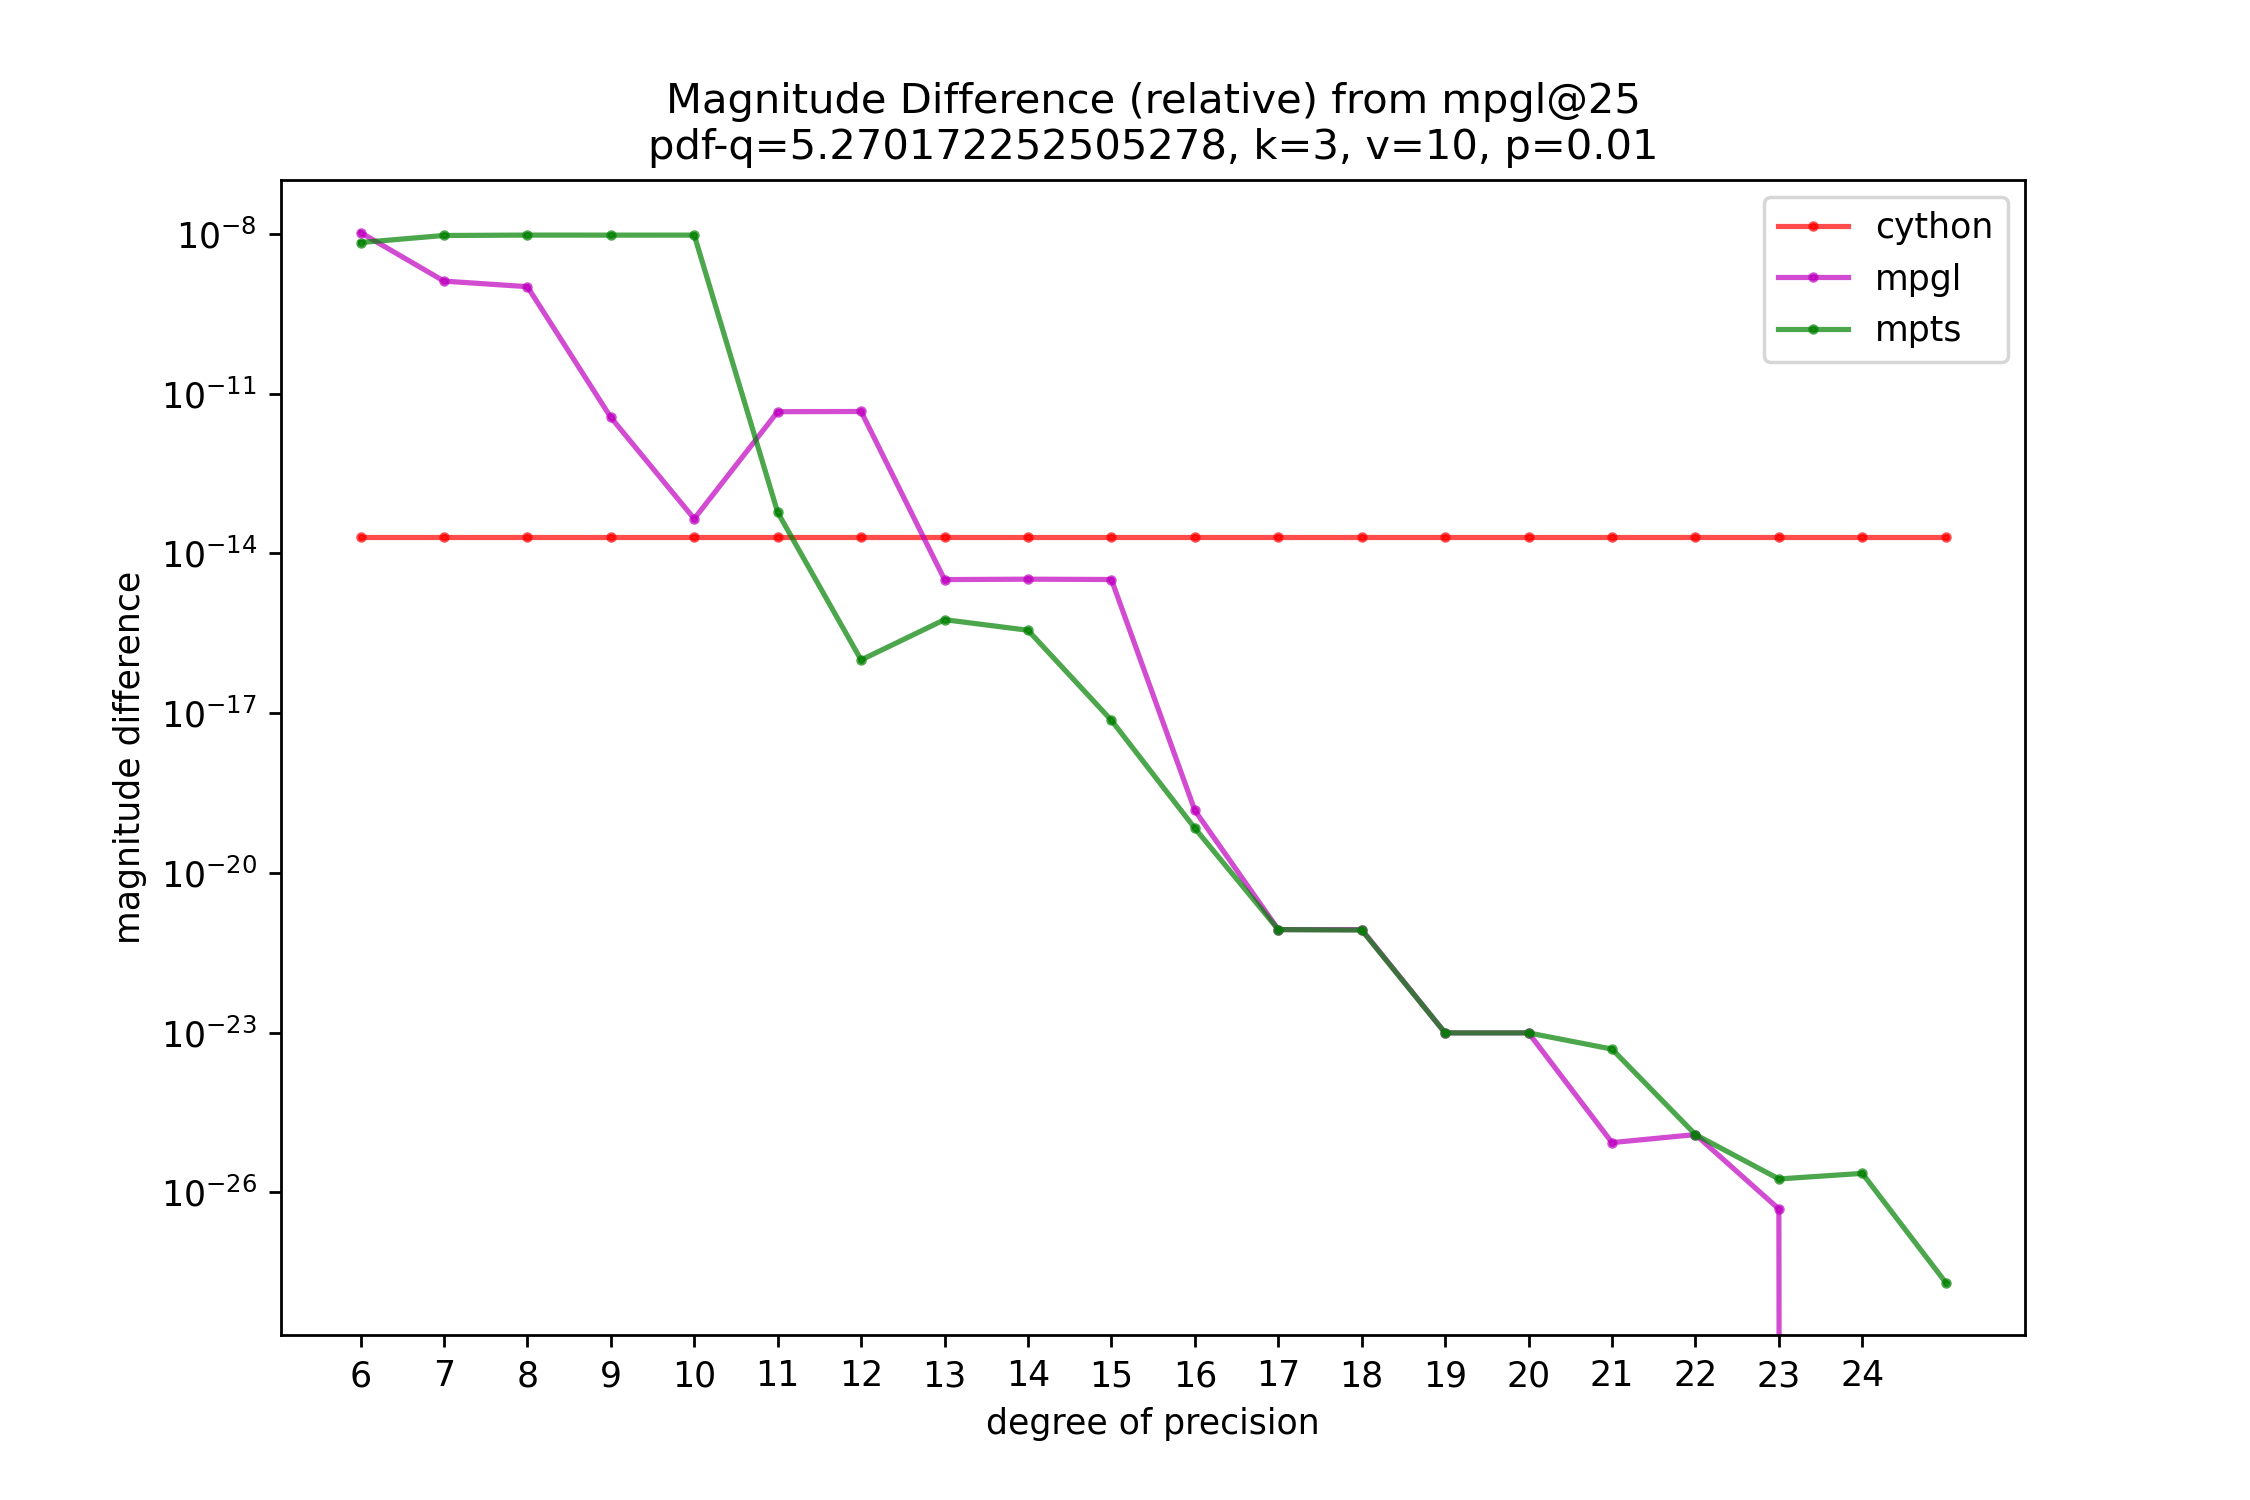 Magnitude Difference (relative) from mpgl@25
pdf-q=5.270172252505278, k=3, v=10, p=0.01
cython
mpgl
mpts
magnitude difference
10⁻⁸
10⁻¹¹
10⁻¹⁴
10⁻¹⁷
10⁻²⁰
10⁻²³
10⁻²⁶
6 7 8 9 10 11 12 13 14 15 16 17 18 19 20 21 22 23 24
degree of precision